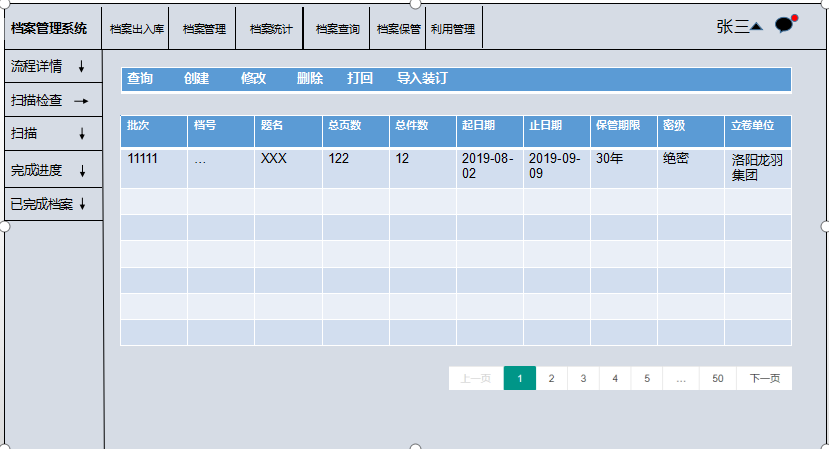 档案管理系统 档案出入库 档案管理 档案统计 档案查询 档案保管 利用管理 张三
流程详情
扫描检查
扫描
完成进度
已完成档案
查询 创建 修改 删除 打回 导入装订
批次 档号 题名 总页数 总件数 起日期 止日期 保管期限 密级 立卷单位
11111 ... XXX 122 12 2019-08-02 2019-09-09 30年 绝密 洛阳龙羽集团
上一页 1 2 3 4 5 ... 50 下一页